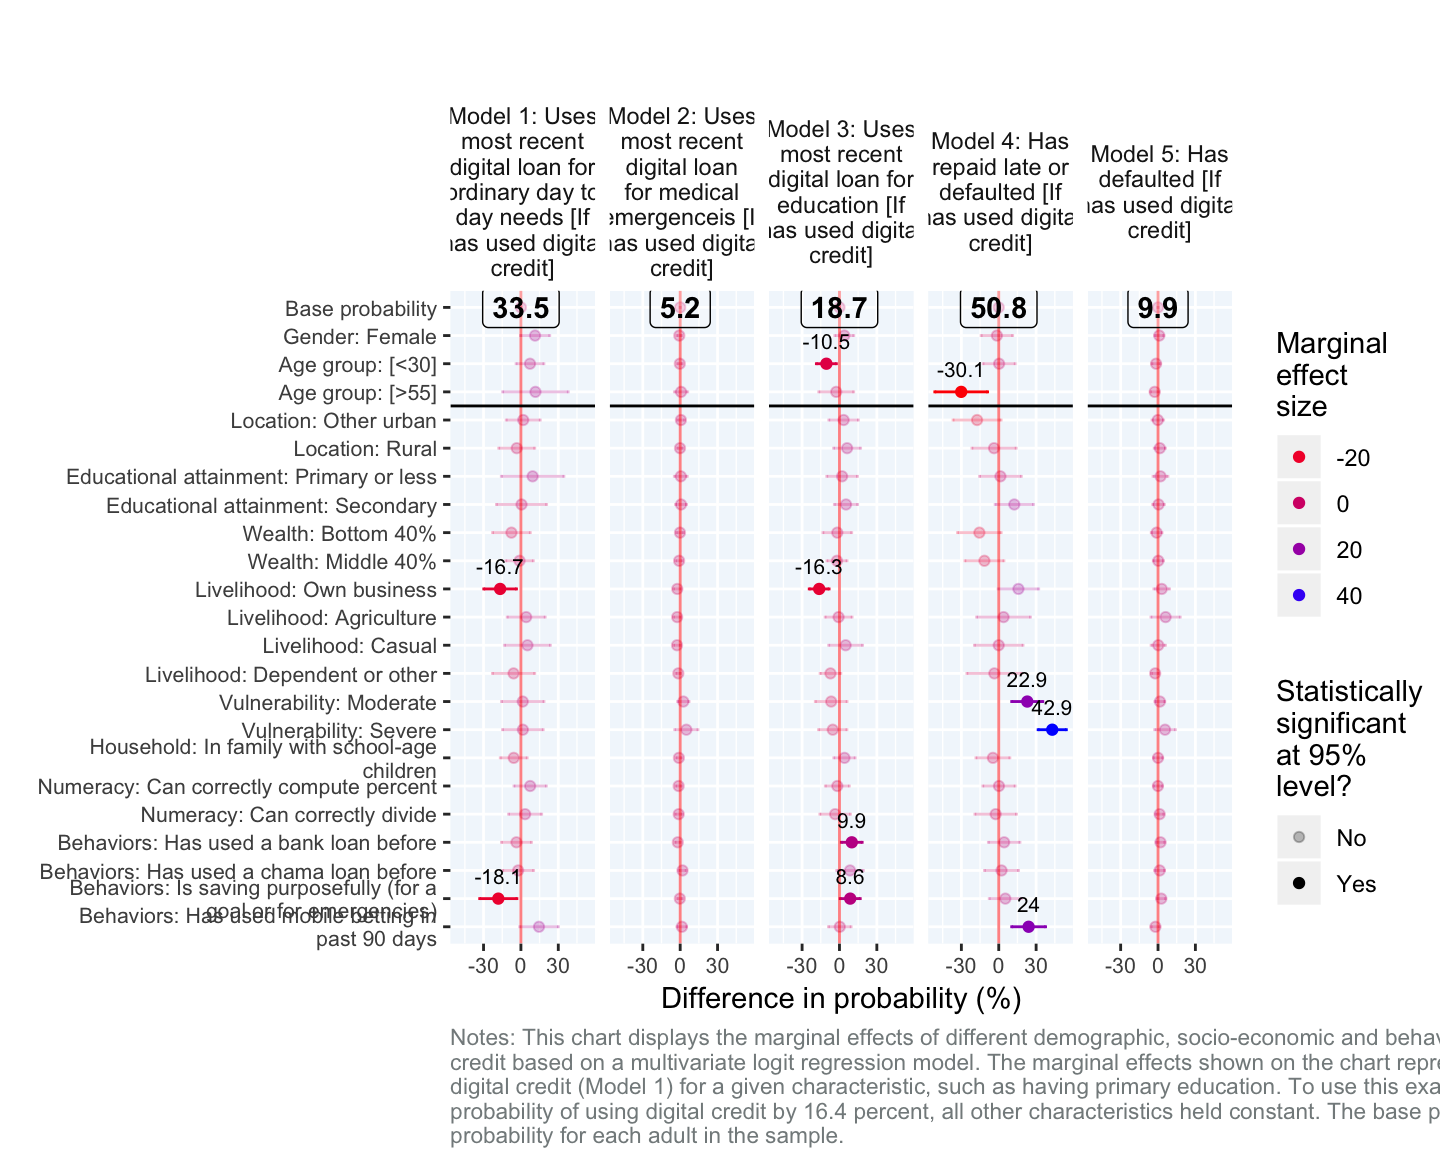 Model 1: Uses
most recent
digital loan for
ordinary day to
day needs [If
has used digita
credit]
Model 2: Uses
most recent
digital loan
for medical
emergenceis [I
has used digita
credit]
Model 3: Uses
most recent
digital loan for
education [If
has used digita
credit]
Model 4: Has
repaid late or
defaulted [If
has used digita
credit]
Model 5: Has
defaulted [If
has used digita
credit]
Base probability
33.5
5.2
18.7
50.8
9.9
Gender: Female
-10.5
Age group: [<30]
-30.1
Age group: [>55]
Location: Other urban
Location: Rural
Educational attainment: Primary or less
Educational attainment: Secondary
Wealth: Bottom 40%
Wealth: Middle 40%
-16.7
-16.3
Livelihood: Own business
Livelihood: Agriculture
Livelihood: Casual
Livelihood: Dependent or other
22.9
Vulnerability: Moderate
42.9
Vulnerability: Severe
Household: In family with school-age
children
Numeracy: Can correctly compute percent
Numeracy: Can correctly divide
9.9
Behaviors: Has used a bank loan before
Behaviors: Has used a chama loan before
-18.1
8.6
Behaviors: Is saving purposefully (for a
goal or for emergencies)
24
Behaviors: Has used mobile betting in
past 90 days
-30 0 30
-30 0 30
-30 0 30
-30 0 30
-30 0 30
Difference in probability (%)
Marginal
effect
size
-20
0
20
40
Statistically
significant
at 95%
level?
No
Yes
Notes: This chart displays the marginal effects of different demographic, socio-economic and behav
credit based on a multivariate logit regression model. The marginal effects shown on the chart repre
digital credit (Model 1) for a given characteristic, such as having primary education. To use this exa
probability of using digital credit by 16.4 percent, all other characteristics held constant. The base p
probability for each adult in the sample.